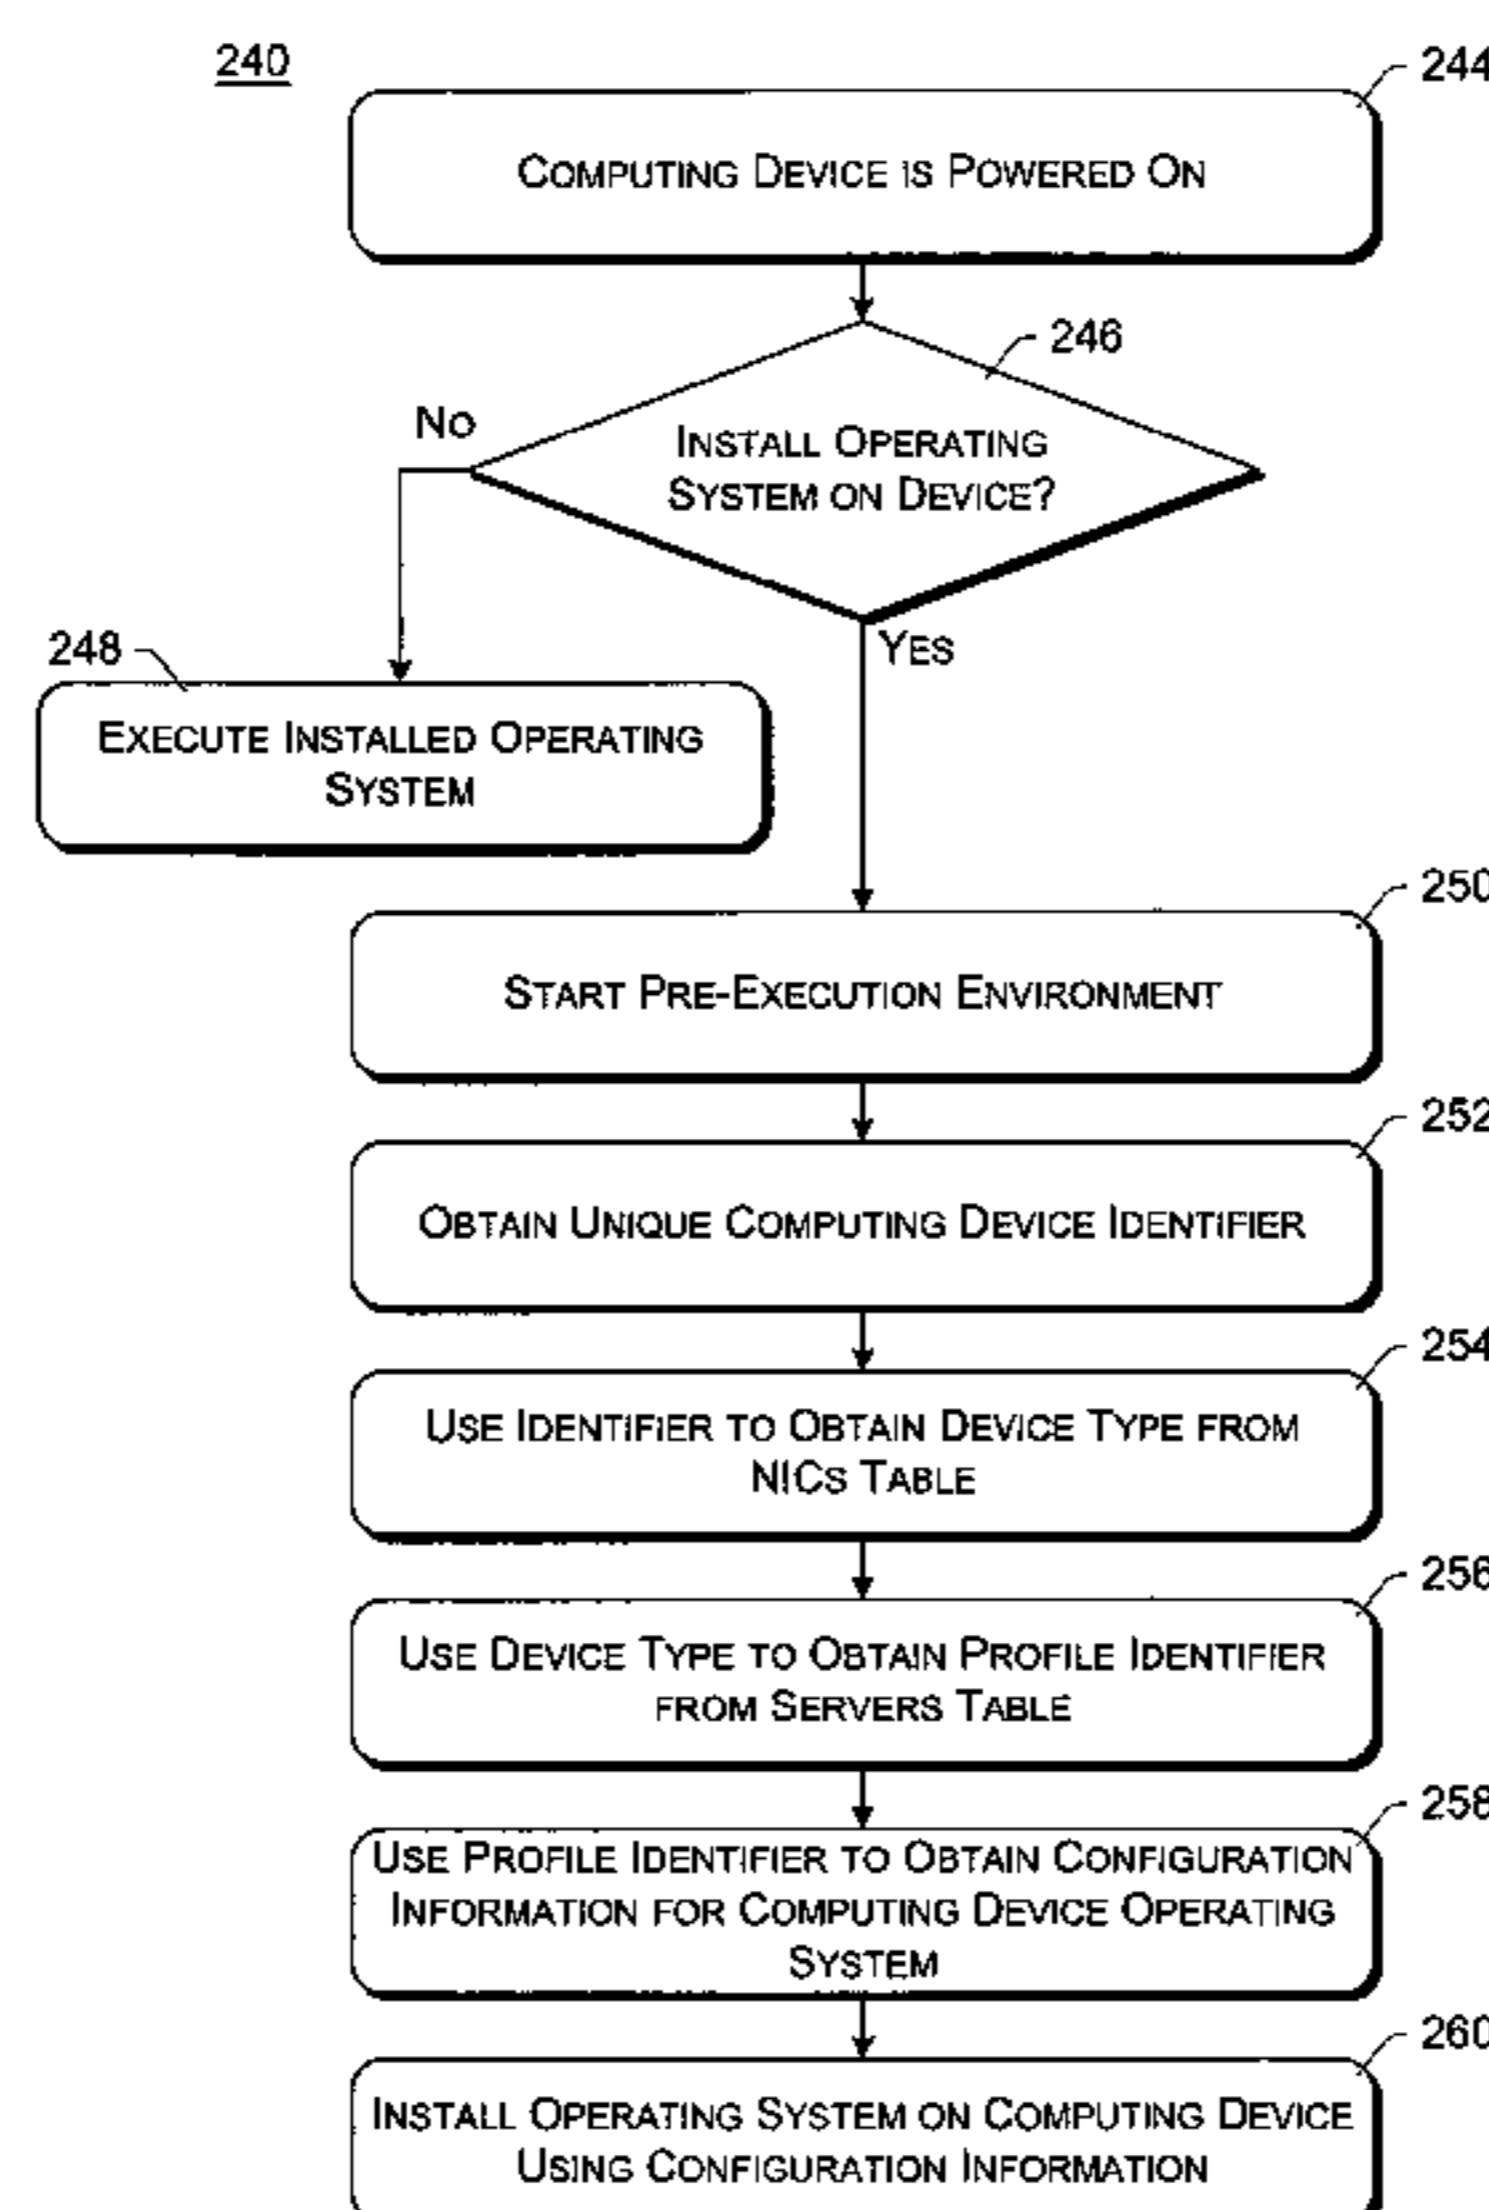 240
244
COMPUTING DEVICE IS POWERED ON
246
INSTALL OPERATING
SYSTEM ON DEVICE?
NO
YES
248
EXECUTE INSTALLED OPERATING
SYSTEM
250
START PRE-EXECUTION ENVIRONMENT
252
OBTAIN UNIQUE COMPUTING DEVICE IDENTIFIER
254
USE IDENTIFIER TO OBTAIN DEVICE TYPE FROM
NICS TABLE
256
USE DEVICE TYPE TO OBTAIN PROFILE IDENTIFIER
FROM SERVERS TABLE
258
USE PROFILE IDENTIFIER TO OBTAIN CONFIGURATION
INFORMATION FOR COMPUTING DEVICE OPERATING
SYSTEM
260
INSTALL OPERATING SYSTEM ON COMPUTING DEVICE
USING CONFIGURATION INFORMATION